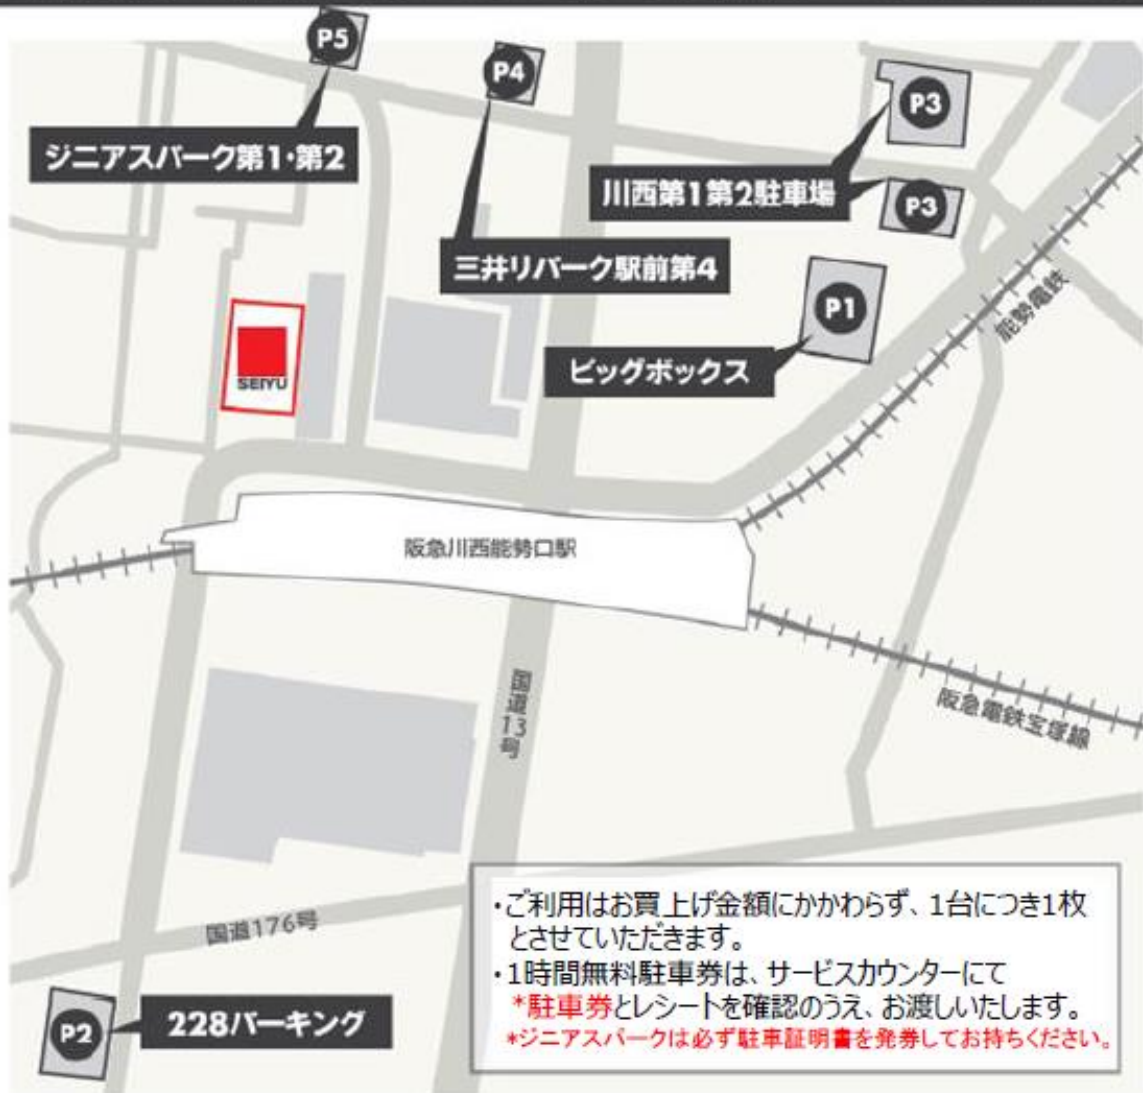 P5
P4
P3
ジニアスパーク第1・第2
川西第1第2駐車場
P3
三井リパーク駅前第4
P1
能勢電鉄
ビッグボックス
SEIYU
阪急川西能勢口駅
国道13号
阪急電鉄宝塚線
国道176号
・ご利用はお買上げ金額にかかわらず、1台につき1枚
とさせていただきます。
・1時間無料駐車券は、サービスカウンターにて
*駐車券とレシートを確認のうえ、お渡しいたします。
*ジニアスパークは必ず駐車証明書を発券してお持ちください。
P2
228パーキング